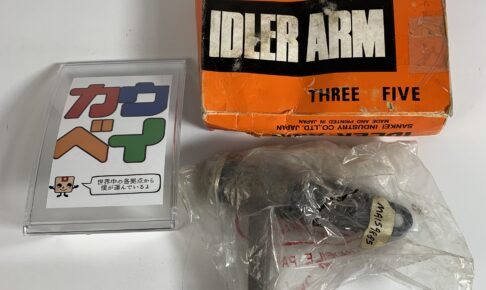 IDLER ARM
THREE FIVE
SANKEI INDUSTRY CO.,LTD. JAPAN
MADE AND PRINTED IN JAPAN
カウ
ベイ
世界中の各拠点から
僕が運んでいるよ